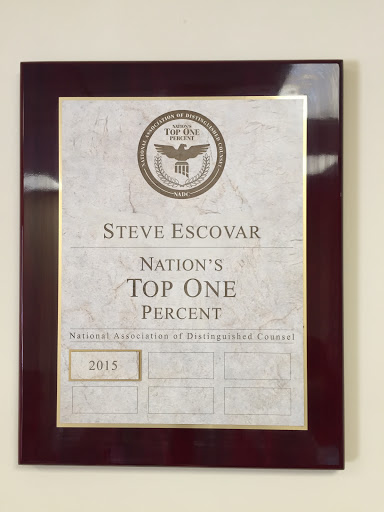 NATIONAL ASSOCIATION OF DISTINGUISHED COUNSEL
NATION'S
TOP ONE
PERCENT
NADC
STEVE ESCOVAR
NATION'S
TOP ONE
PERCENT
National Association of Distinguished Counsel
2015